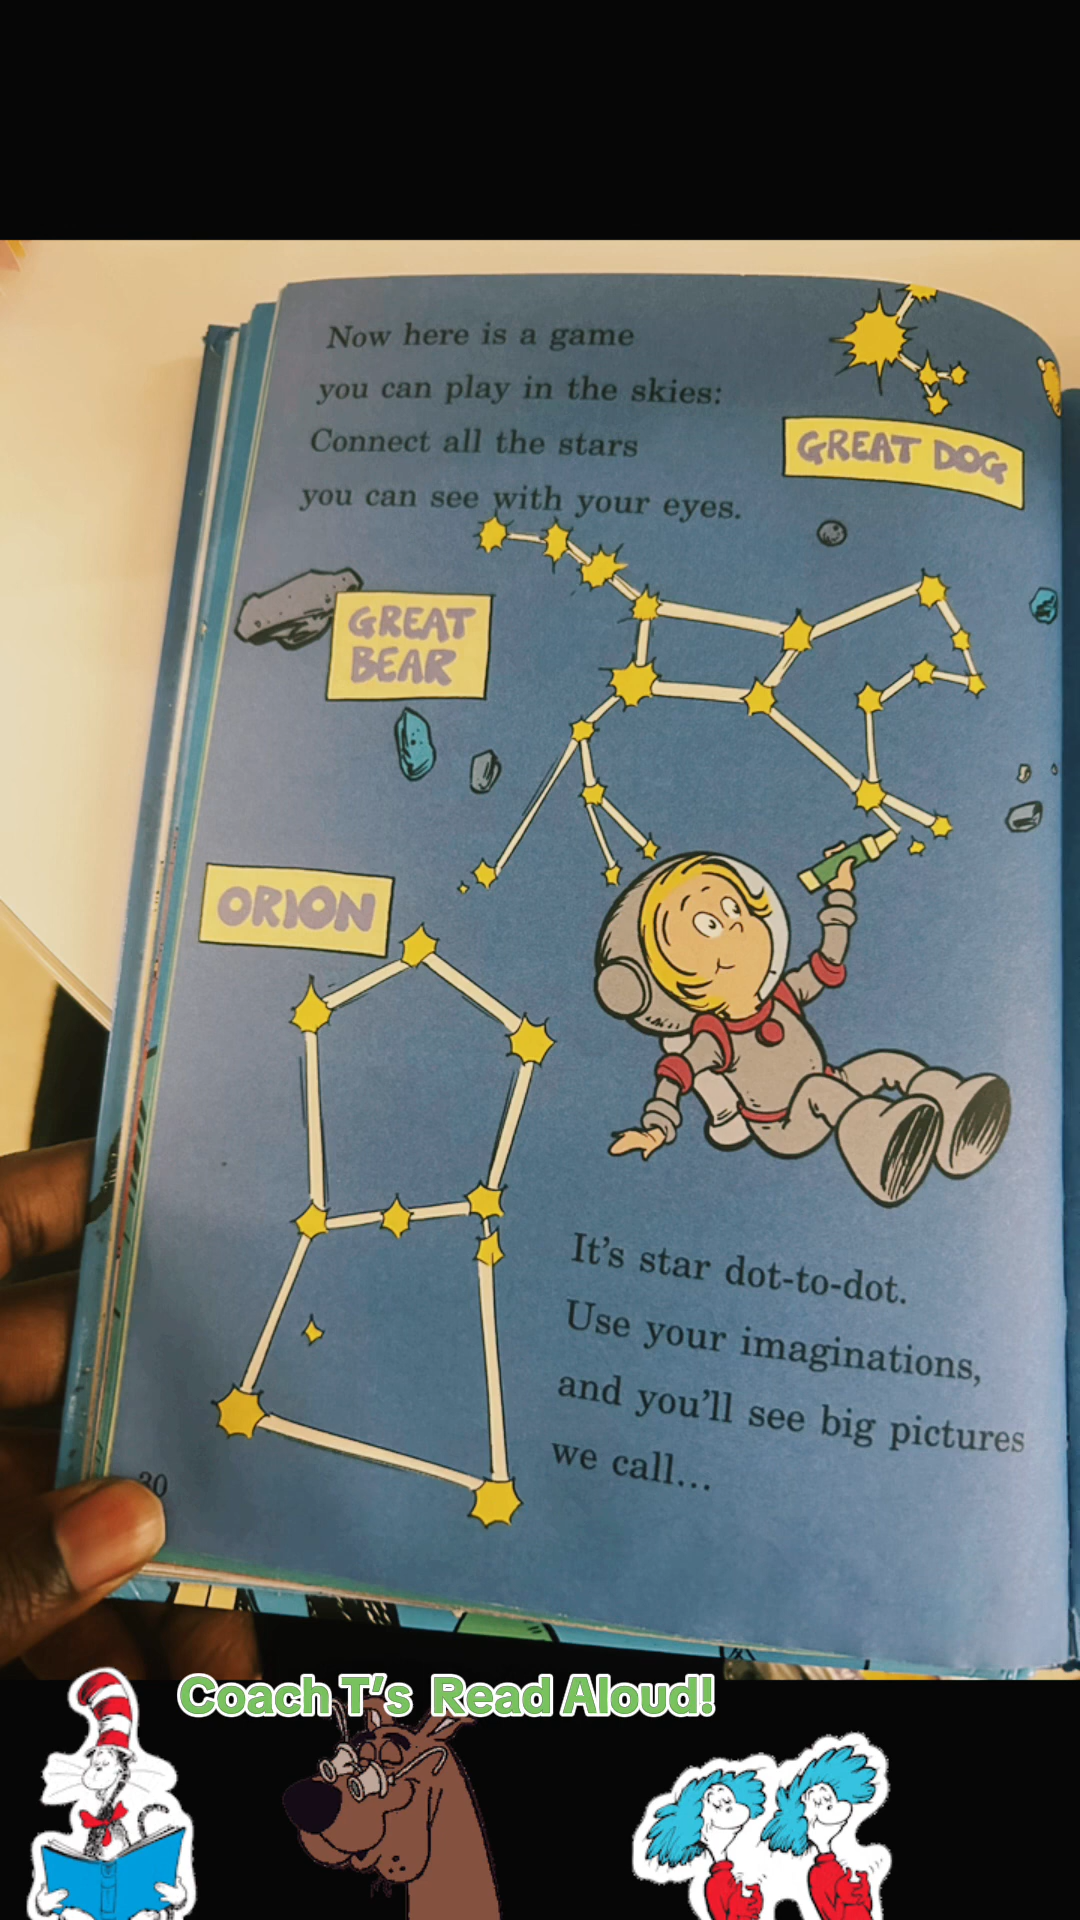 Now here is a game
you can play in the skies:
Connect all the stars
you can see with your eyes.
GREAT DOG
GREAT
BEAR
ORION
It's star dot-to-dot.
Use your imaginations,
and you'll see big pictures
we call...
30
Coach T's Read Aloud!